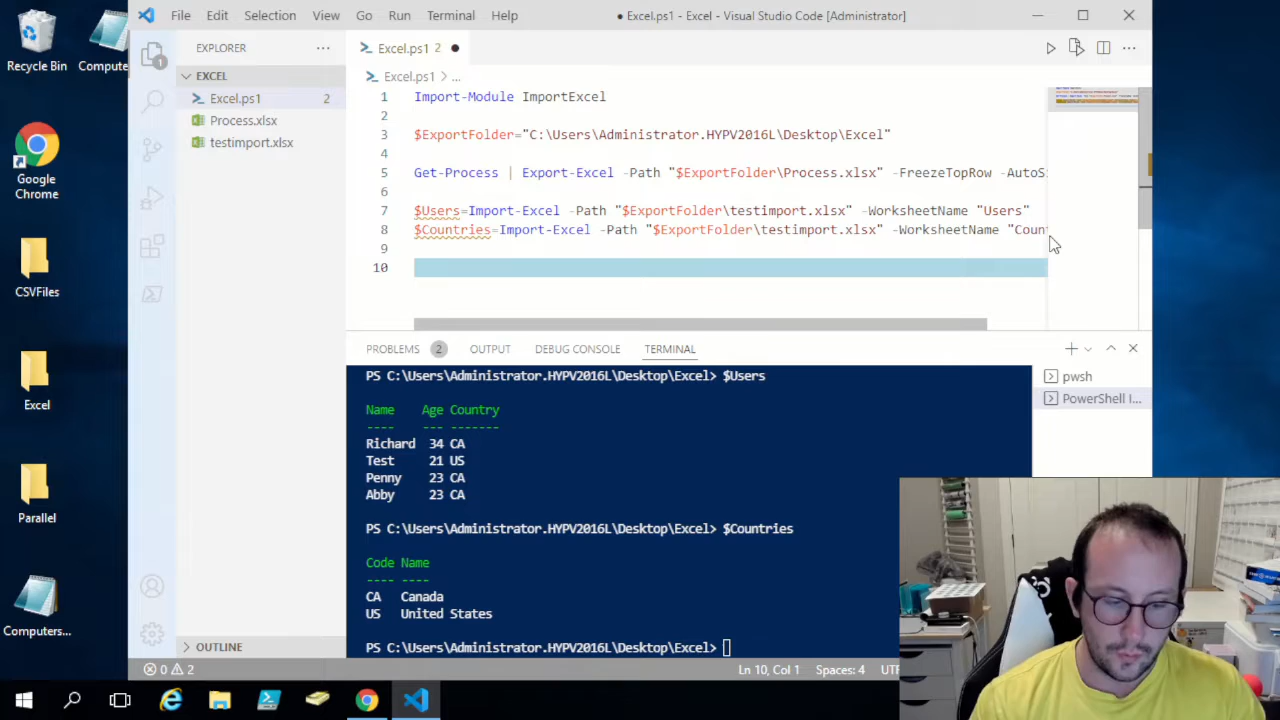 File Edit Selection View Go Run Terminal Help
● Excel.ps1 - Excel - Visual Studio Code [Administrator]
Recycle Bin
Compute
Google
Chrome
CSVFiles
Excel
Parallel
Computers...
EXPLORER
EXCEL
Excel.ps1 2
Process.xlsx
testimport.xlsx
OUTLINE
1
Excel.ps1 2 ●
Excel.ps1 > ...
1 Import-Module ImportExcel
2
3 $ExportFolder="C:\Users\Administrator.HYPV2016L\Desktop\Excel"
4
5 Get-Process | Export-Excel -Path "$ExportFolder\Process.xlsx" -FreezeTopRow -AutoS
6
7 $Users=Import-Excel -Path "$ExportFolder\testimport.xlsx" -WorksheetName "Users"
8 $Countries=Import-Excel -Path "$ExportFolder\testimport.xlsx" -WorksheetName "Coun
9
10
PROBLEMS 2 OUTPUT DEBUG CONSOLE TERMINAL
PS C:\Users\Administrator.HYPV2016L\Desktop\Excel> $Users
Name Age Country
---- --- -------
Richard 34 CA
Test 21 US
Penny 23 CA
Abby 23 CA
PS C:\Users\Administrator.HYPV2016L\Desktop\Excel> $Countries
Code Name
---- ----
CA Canada
US United States
PS C:\Users\Administrator.HYPV2016L\Desktop\Excel>
pwsh
PowerShell I...
0 2
Ln 10, Col 1 Spaces: 4 UTF